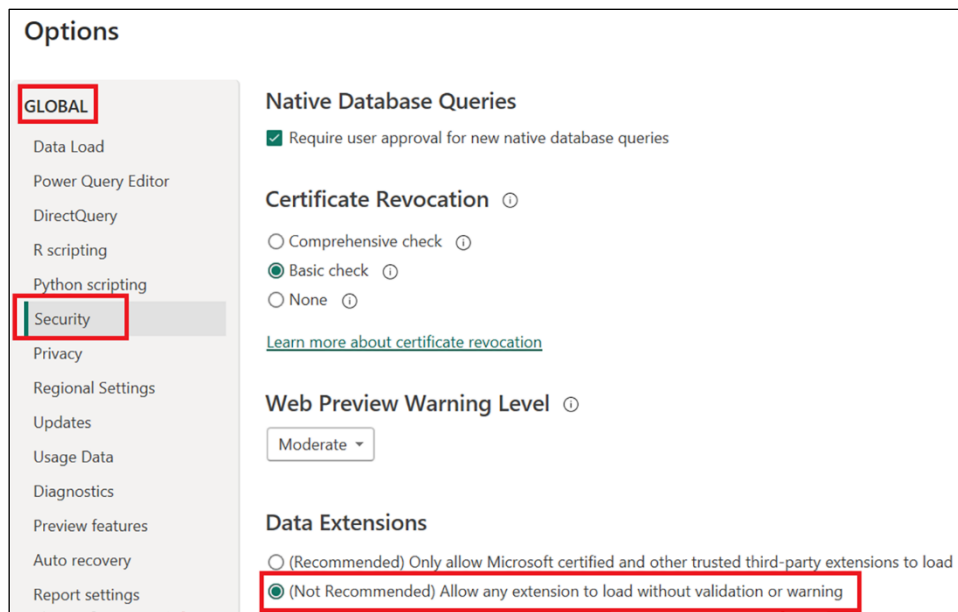 Options
GLOBAL
Data Load
Power Query Editor
DirectQuery
R scripting
Python scripting
Security
Privacy
Regional Settings
Updates
Usage Data
Diagnostics
Preview features
Auto recovery
Report settings
Native Database Queries
Require user approval for new native database queries
Certificate Revocation
Comprehensive check
Basic check
None
Learn more about certificate revocation
Web Preview Warning Level
Moderate
Data Extensions
(Recommended) Only allow Microsoft certified and other trusted third-party extensions to load
(Not Recommended) Allow any extension to load without validation or warning